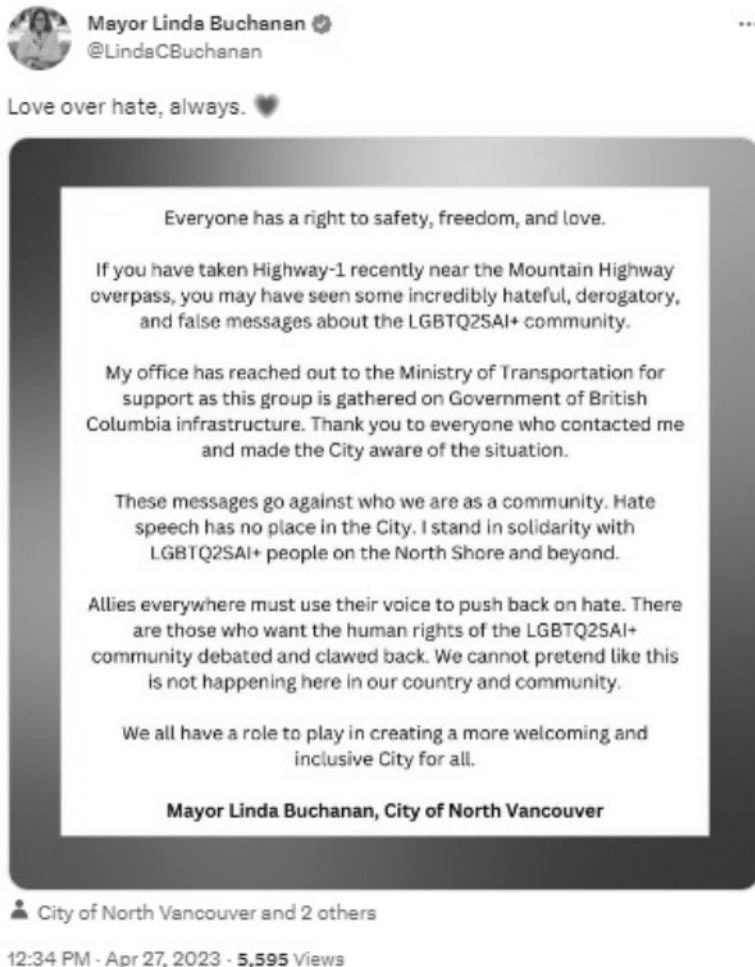 Mayor Linda Buchanan
@LindaCBuchanan
Love over hate, always. 🖤
Everyone has a right to safety, freedom, and love.
If you have taken Highway-1 recently near the Mountain Highway
overpass, you may have seen some incredibly hateful, derogatory,
and false messages about the LGBTQ2SAI+ community.
My office has reached out to the Ministry of Transportation for
support as this group is gathered on Government of British
Columbia infrastructure. Thank you to everyone who contacted me
and made the City aware of the situation.
These messages go against who we are as a community. Hate
speech has no place in the City. I stand in solidarity with
LGBTQ2SAI+ people on the North Shore and beyond.
Allies everywhere must use their voice to push back on hate. There
are those who want the human rights of the LGBTQ2SAI+
community debated and clawed back. We cannot pretend like this
is not happening here in our country and community.
We all have a role to play in creating a more welcoming and
inclusive City for all.
Mayor Linda Buchanan, City of North Vancouver
City of North Vancouver and 2 others
12:34 PM · Apr 27, 2023 · 5,595 Views